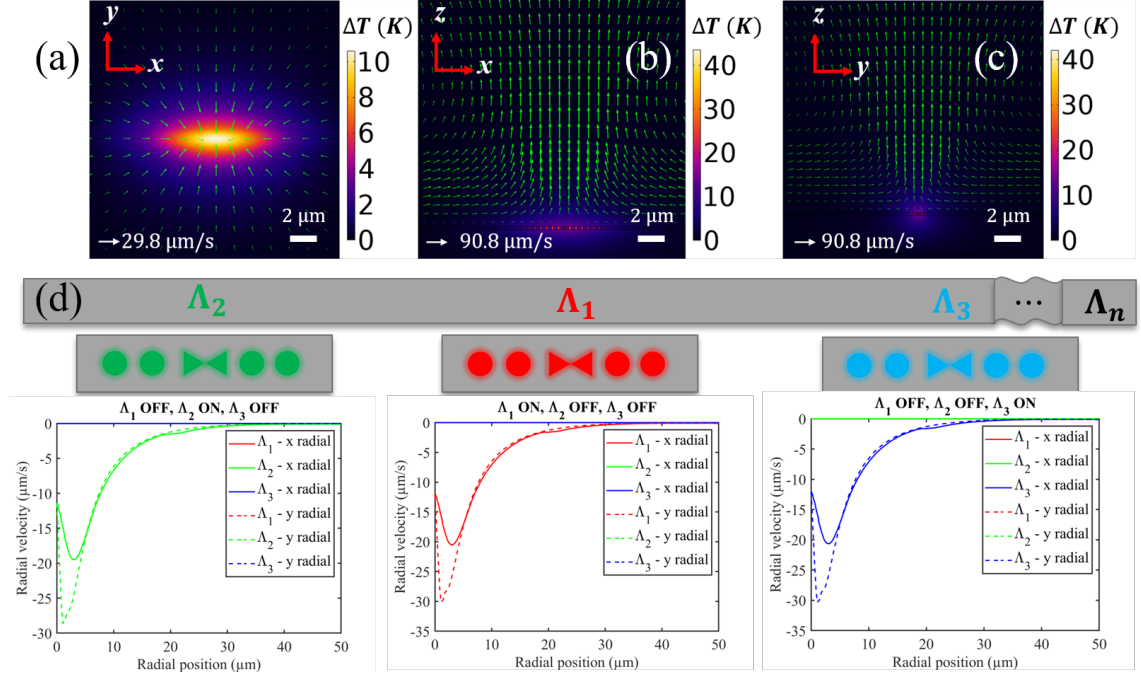 (a)
y
x
ΔT (K)
10
8
6
4
2
0
2 μm
29.8 μm/s
(b)
z
x
ΔT (K)
40
30
20
10
0
2 μm
90.8 μm/s
(c)
z
y
ΔT (K)
40
30
20
10
0
2 μm
90.8 μm/s
(d)
Λ2 Λ1 Λ3 ... Λn
Λ1 OFF, Λ2 ON, Λ3 OFF
0
-5
-10
-15
-20
-25
-30
Radial velocity (μm/s)
Λ1 - x radial
Λ2 - x radial
Λ3 - x radial
Λ1 - y radial
Λ2 - y radial
Λ3 - y radial
0 10 20 30 40 50
Radial position (μm)
Λ1 ON, Λ2 OFF, Λ3 OFF
0
-5
-10
-15
-20
-25
-30
-35
Radial velocity (μm/s)
Λ1 - x radial
Λ2 - x radial
Λ3 - x radial
Λ1 - y radial
Λ2 - y radial
Λ3 - y radial
0 10 20 30 40 50
Radial position (μm)
Λ1 OFF, Λ2 OFF, Λ3 ON
0
-5
-10
-15
-20
-25
-30
-35
Radial velocity (μm/s)
Λ1 - x radial
Λ2 - x radial
Λ3 - x radial
Λ1 - y radial
Λ2 - y radial
Λ3 - y radial
0 10 20 30 40 50
Radial position (μm)